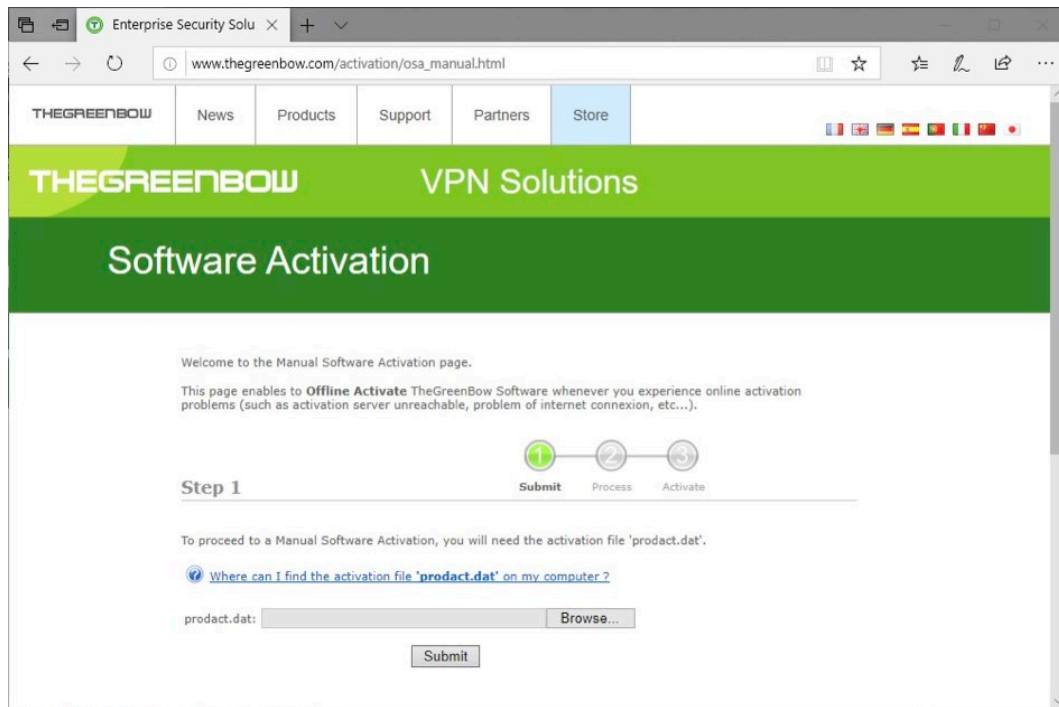 Enterprise Security Solu
www.thegreenbow.com/activation/osa_manual.html
THEGREENBOW News Products Support Partners Store
THEGREENBOW VPN Solutions
Software Activation
Welcome to the Manual Software Activation page.
This page enables to Offline Activate TheGreenBow Software whenever you experience online activation
problems (such as activation server unreachable, problem of internet connexion, etc...).
1 2 3
Step 1 Submit Process Activate
To proceed to a Manual Software Activation, you will need the activation file 'prodact.dat'.
Where can I find the activation file 'prodact.dat' on my computer ?
prodact.dat: Browse...
Submit